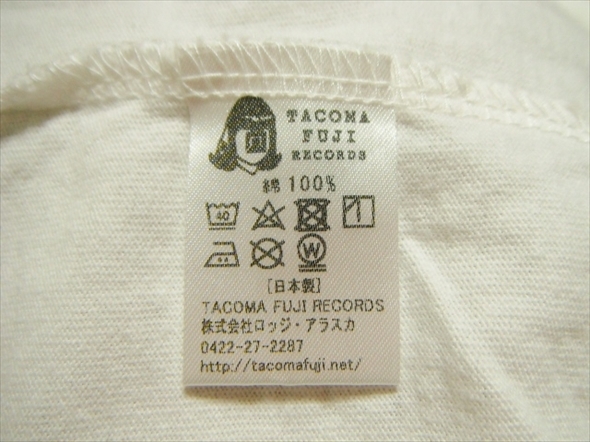 TACOMA
FUJI
RECORDS
綿 100%
40
W
[日本製]
TACOMA FUJI RECORDS
株式会社ロッジ・アラスカ
0422-27-2287
http://tacomafuji.net/